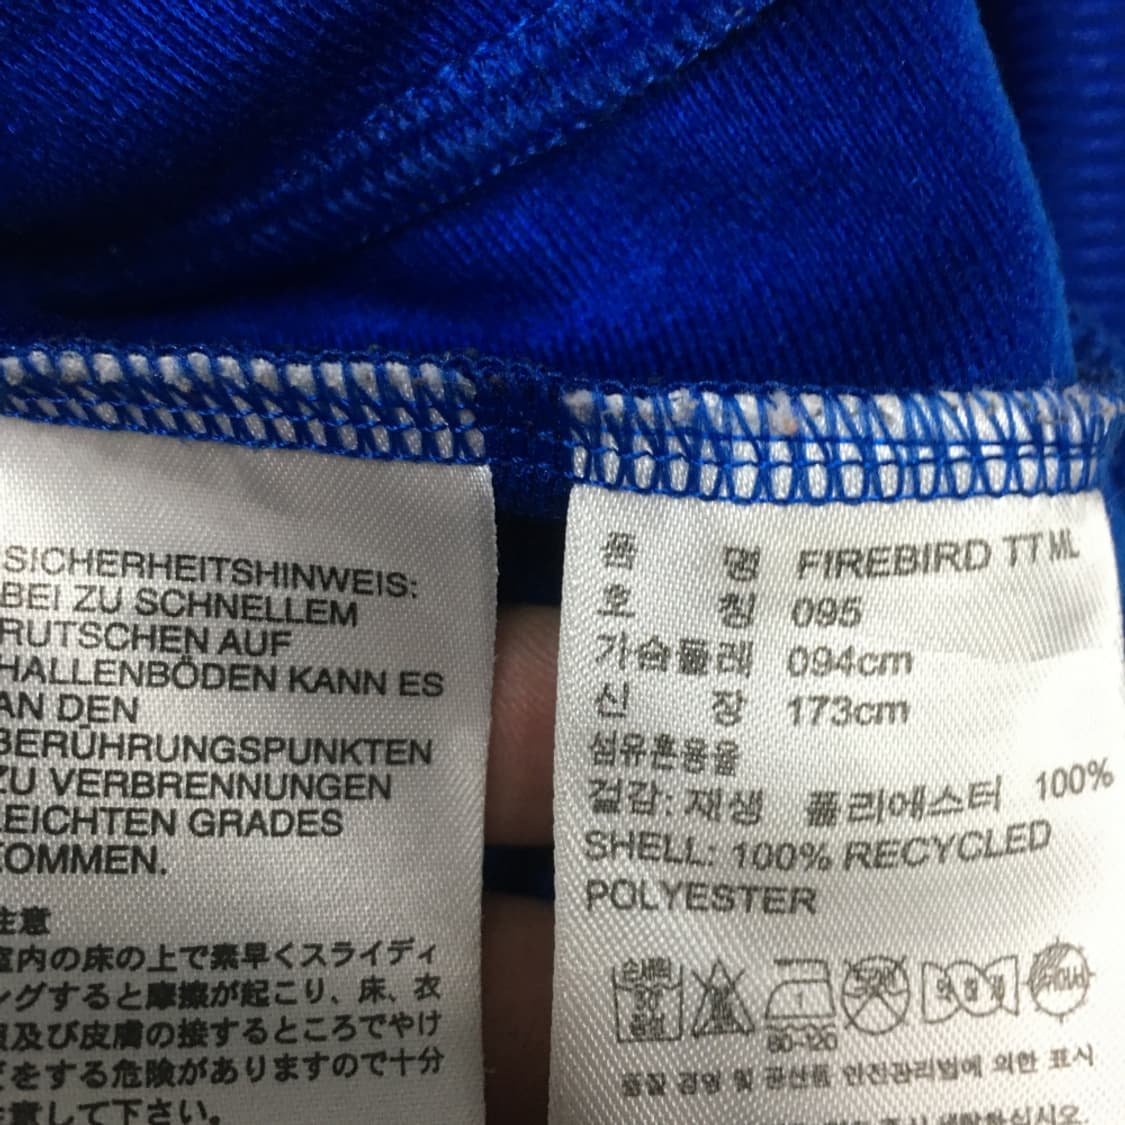 SICHERHEITSHINWEIS:
BEI ZU SCHNELLEM
RUTSCHEN AUF
HALLENBÖDEN KANN ES
AN DEN
BERÜHRUNGSPUNKTEN
ZU VERBRENNUNGEN
LEICHTEN GRADES
KOMMEN.
注意
室内の床の上で素早くスライディ
ングすると摩擦が起こり、床、衣
服及び皮膚の接するところでやけ
どをする危険がありますので十分
注意して下さい。
품 명 FIREBIRD TT ML
호 칭 095
가슴둘레 094cm
신 장 173cm
섬유혼용율
겉감: 재생 폴리에스터 100%
SHELL: 100% RECYCLED
POLYESTER
손세탁
30
중성
80-120
품질 경영 및 공산품 안전관리법에 의한 표시